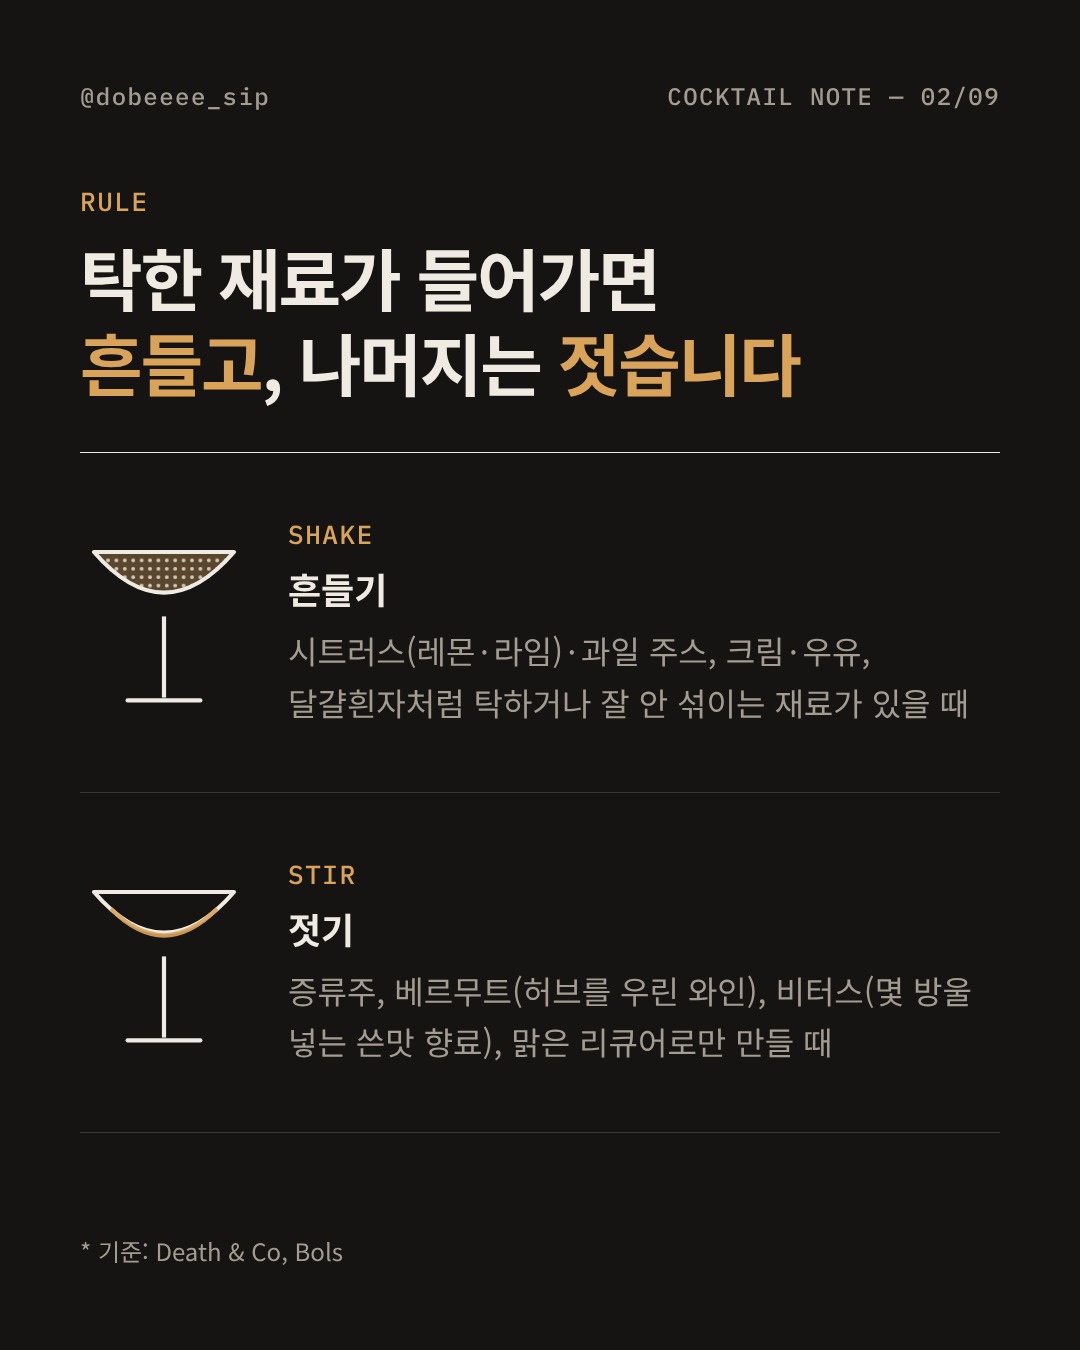 @dobeeee_sip
COCKTAIL NOTE — 02/09
RULE
탁한 재료가 들어가면
흔들고, 나머지는 젓습니다
SHAKE
흔들기
시트러스(레몬·라임)·과일 주스, 크림·우유,
달걀흰자처럼 탁하거나 잘 안 섞이는 재료가 있을 때
STIR
젓기
증류주, 베르무트(허브를 우린 와인), 비터스(몇 방울
넣는 쓴맛 향료), 맑은 리큐어로만 만들 때
* 기준: Death & Co, Bols